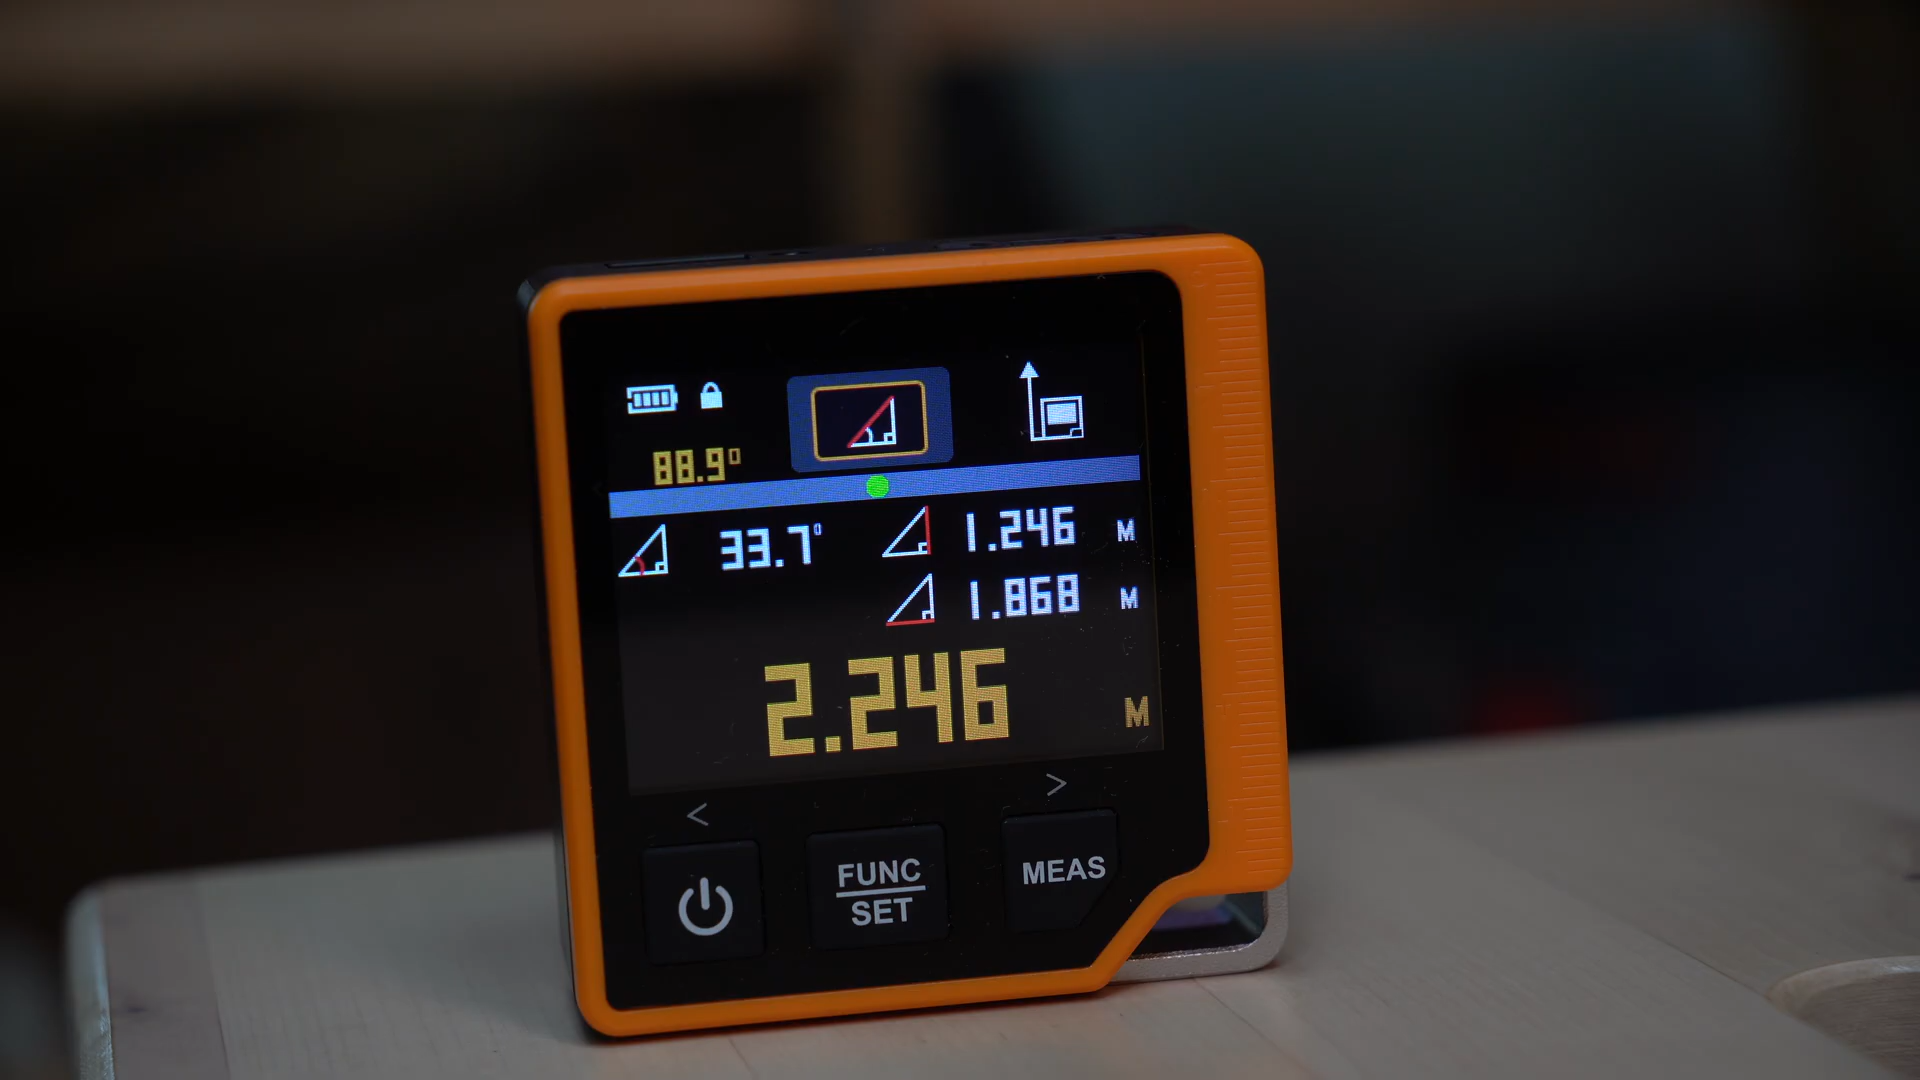 88.9°
33.7° 1.246 M
1.868 M
2.246 M
< >
FUNC
SET
MEAS